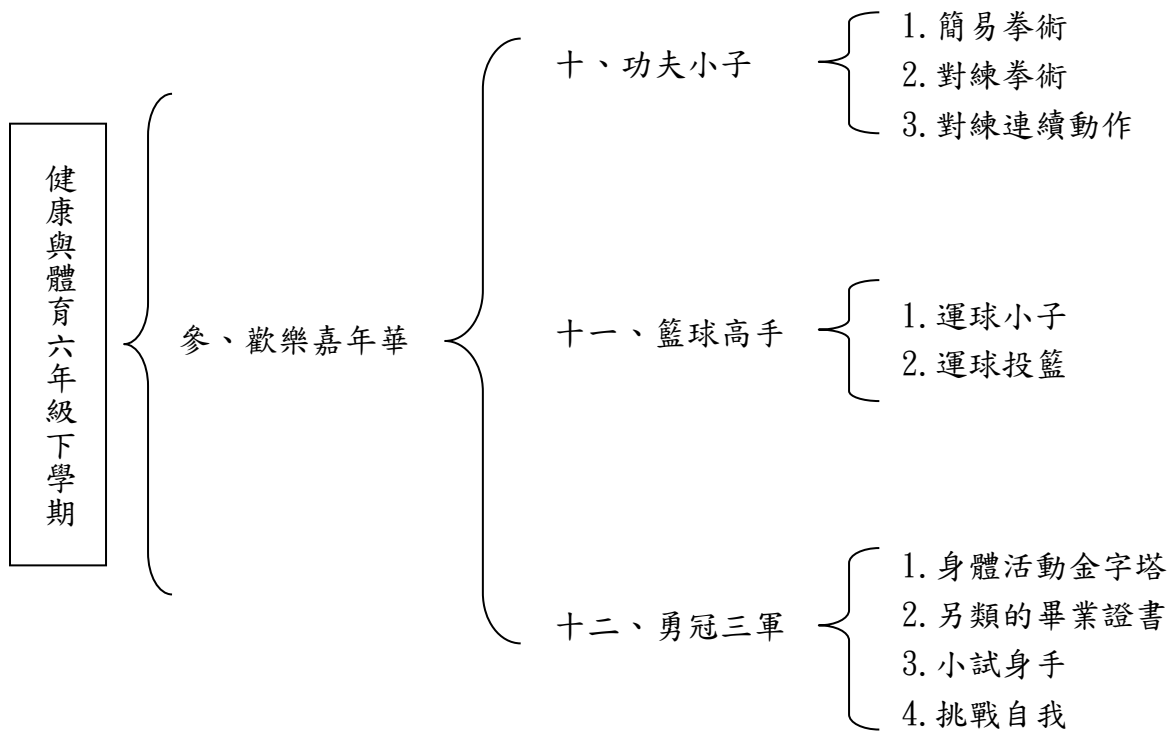 健康與體育六年級下學期
參、歡樂嘉年華
十、功夫小子
1.簡易拳術
2.對練拳術
3.對練連續動作
十一、籃球高手
1.運球小子
2.運球投籃
十二、勇冠三軍
1.身體活動金字塔
2.另類的畢業證書
3.小試身手
4.挑戰自我